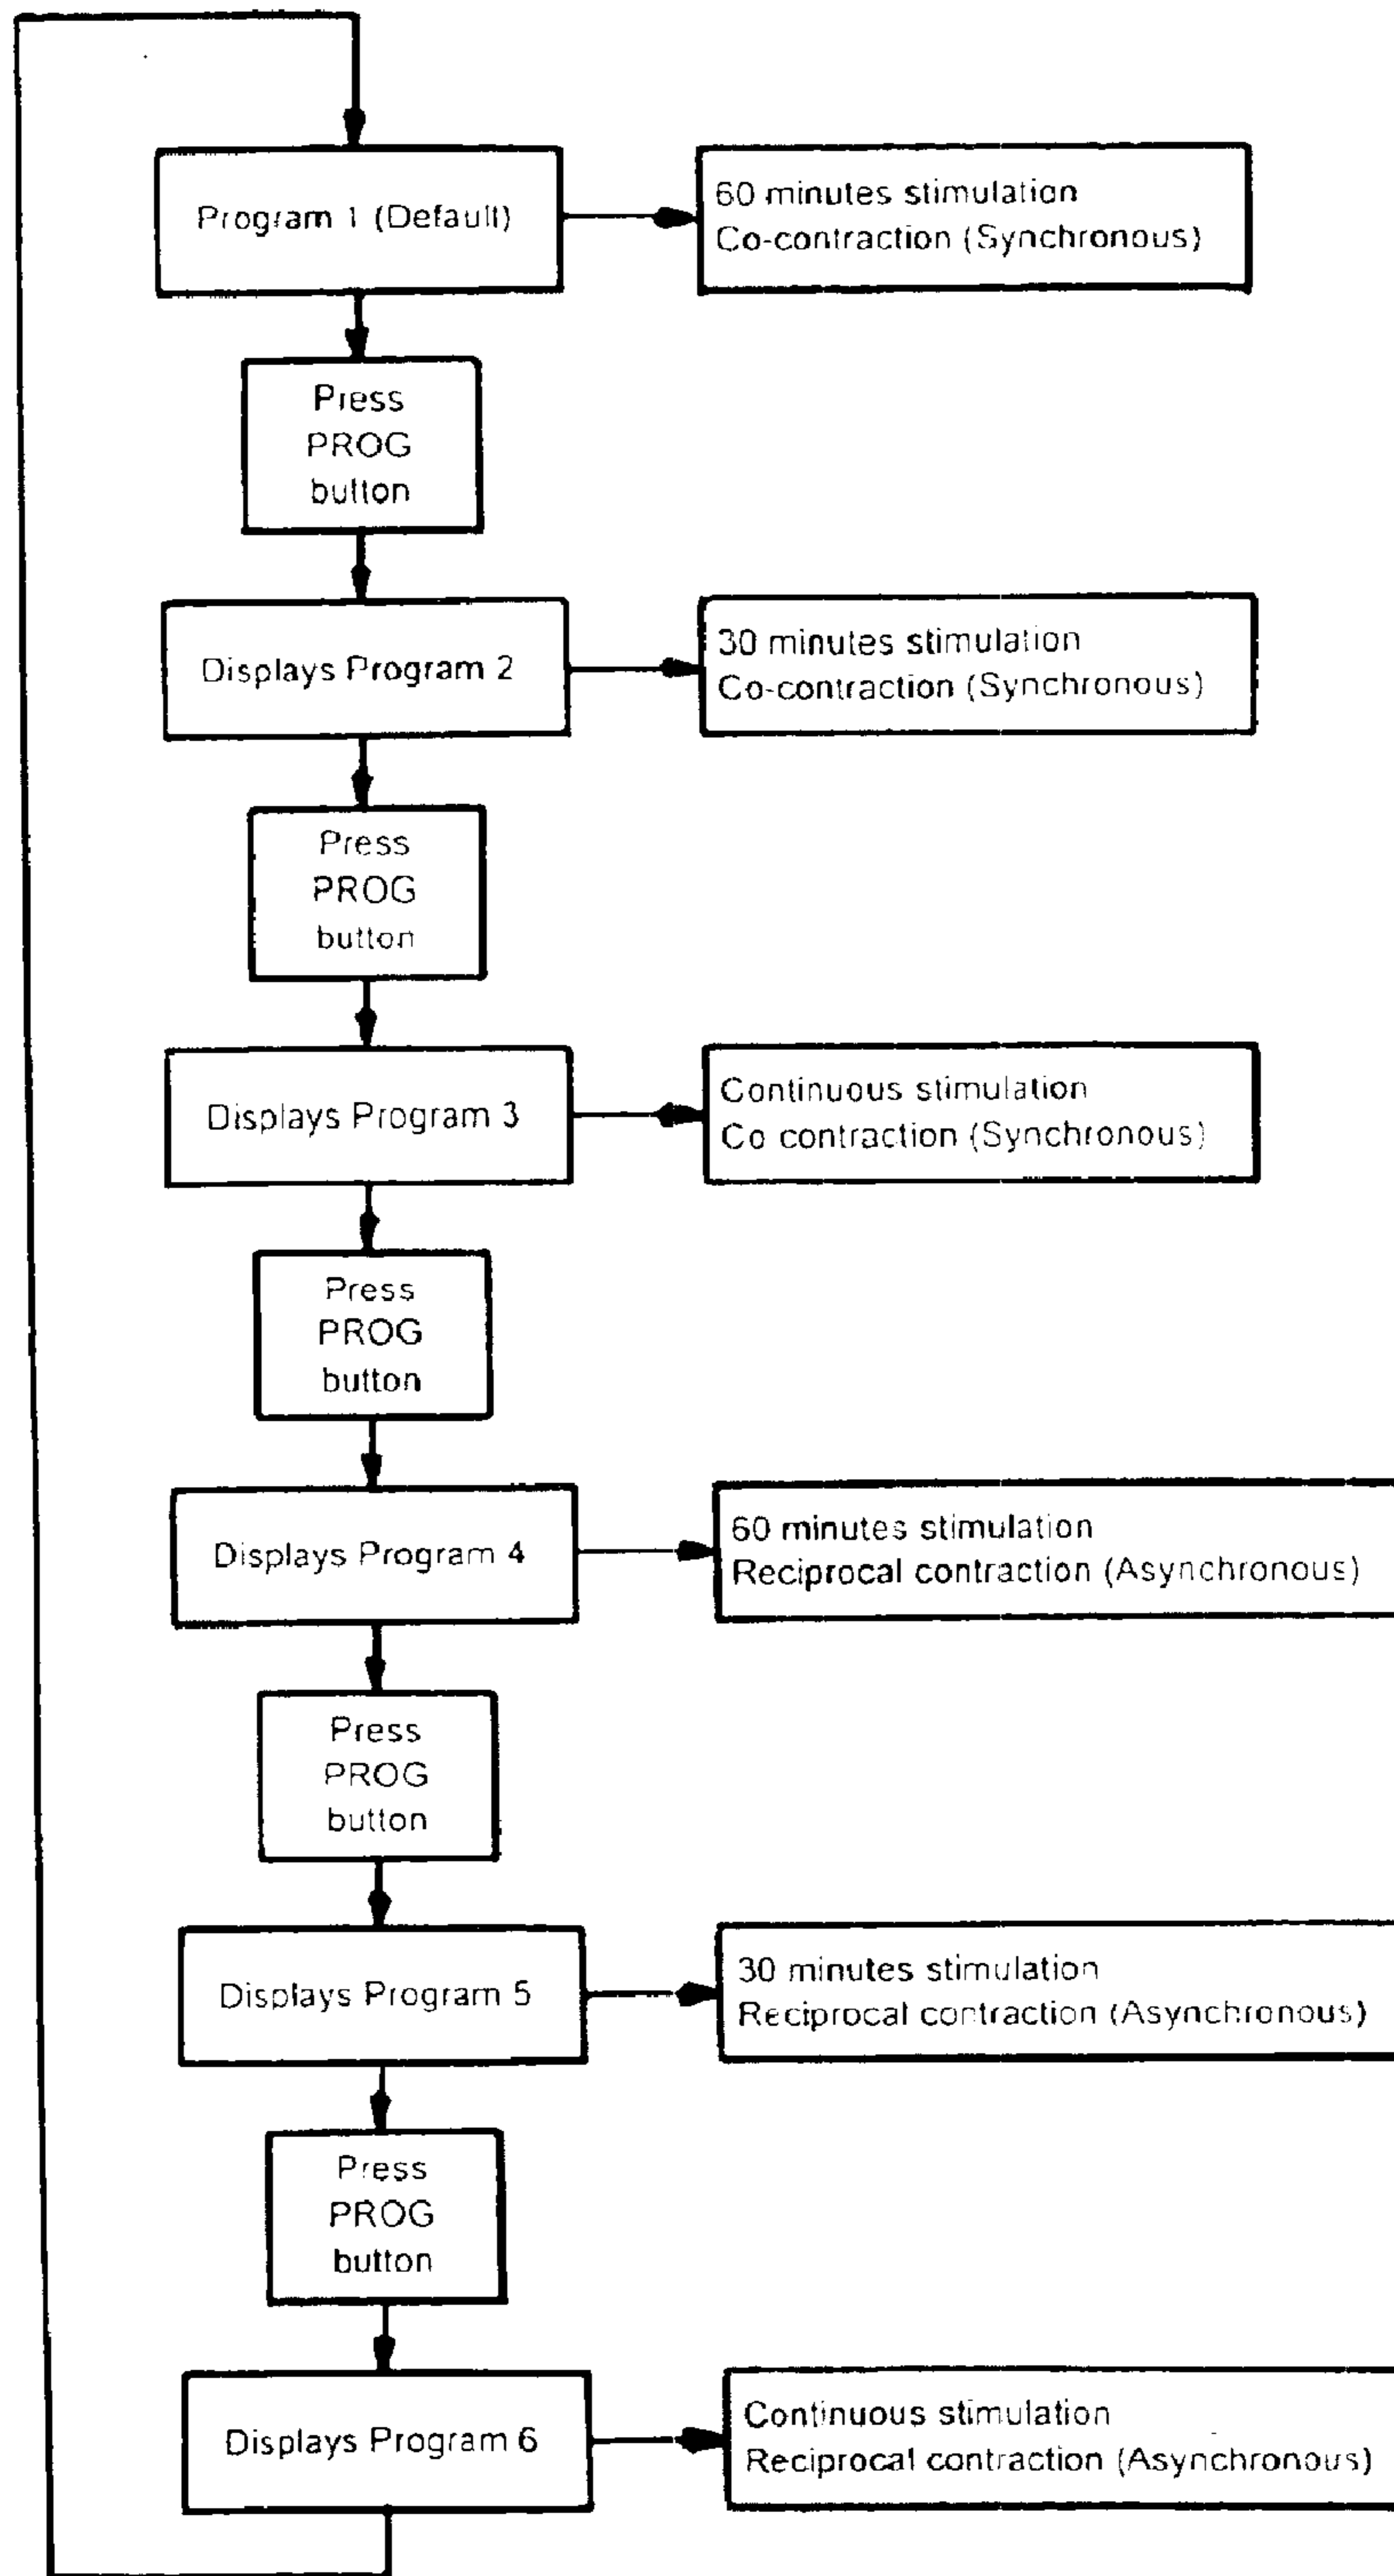 Program 1 (Default)
60 minutes stimulation
Co-contraction (Synchronous)
Press
PROG
button
Displays Program 2
30 minutes stimulation
Co-contraction (Synchronous)
Press
PROG
button
Displays Program 3
Continuous stimulation
Co contraction (Synchronous)
Press
PROG
button
Displays Program 4
60 minutes stimulation
Reciprocal contraction (Asynchronous)
Press
PROG
button
Displays Program 5
30 minutes stimulation
Reciprocal contraction (Asynchronous)
Press
PROG
button
Displays Program 6
Continuous stimulation
Reciprocal contraction (Asynchronous)